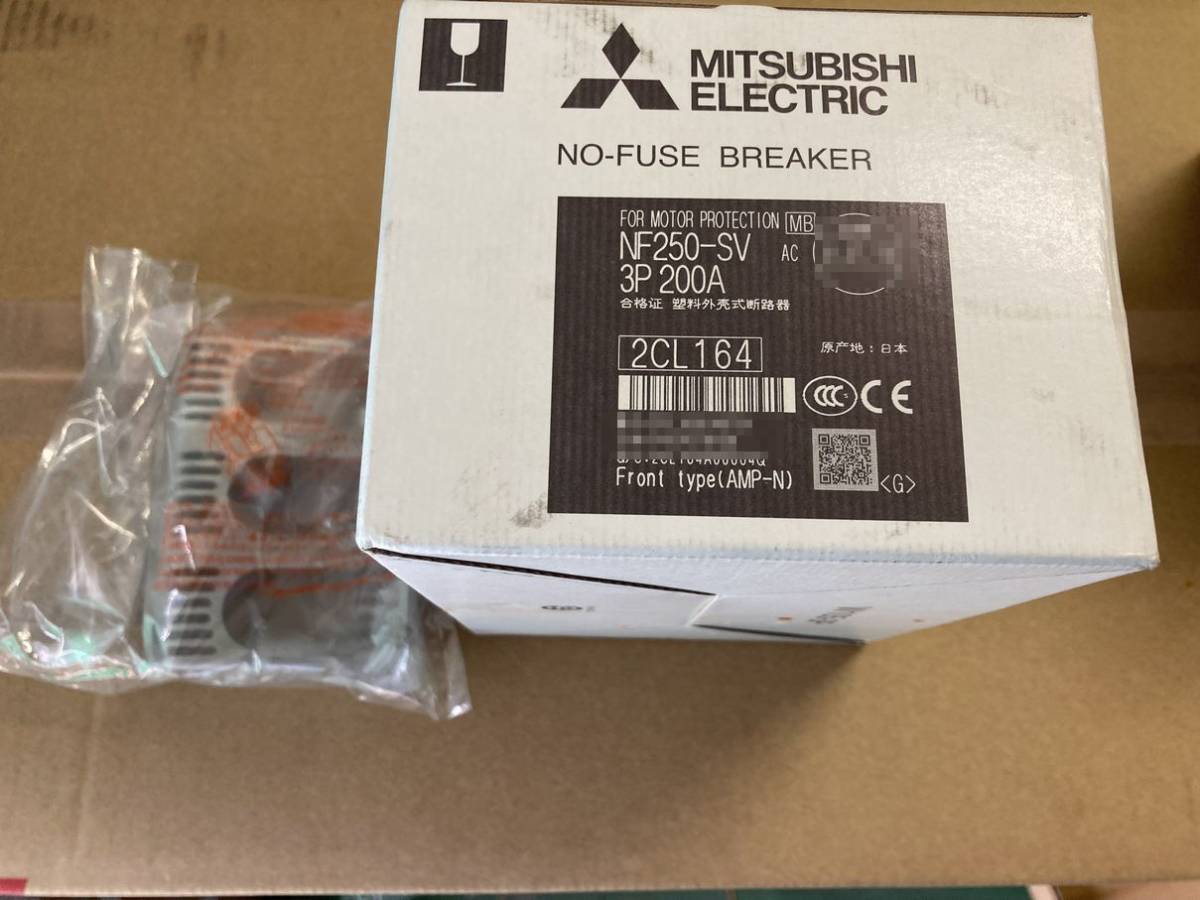 MITSUBISHI
ELECTRIC
NO-FUSE BREAKER
FOR MOTOR PROTECTION MB
NF250-SV AC
3P 200A
合格证 塑料外壳式断路器
2CL164
原产地:日本
CCC CE
Front type(AMP-N)
<G>